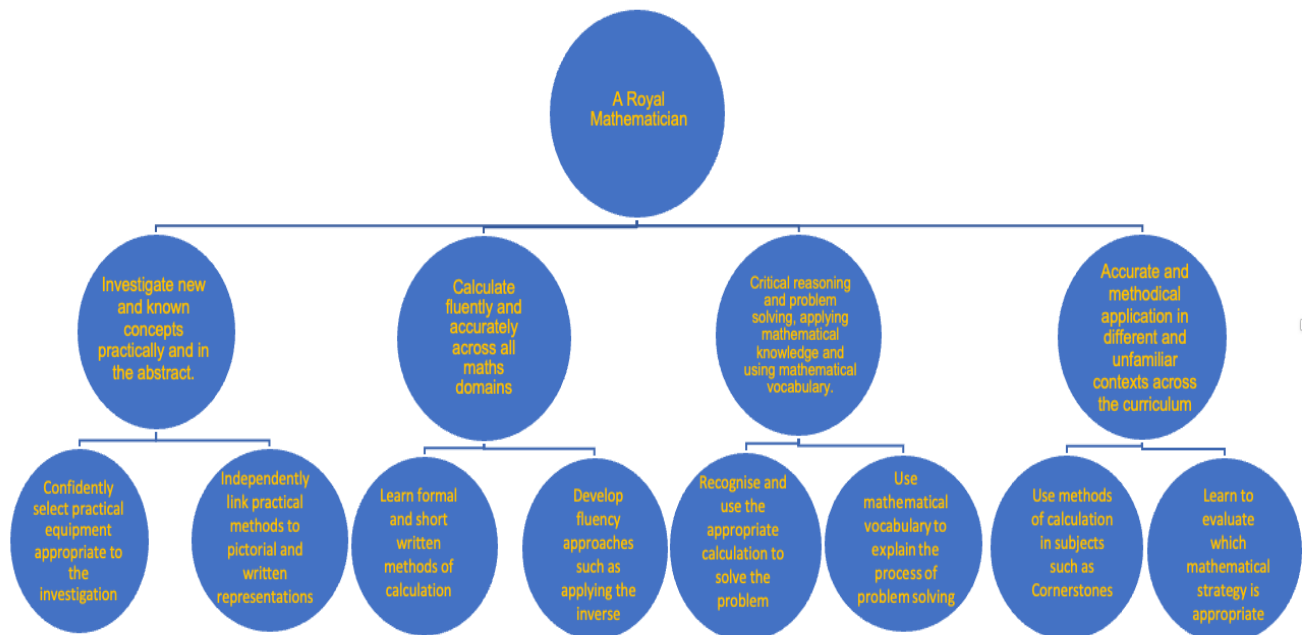 A Royal
Mathematician
Investigate new
and known
concepts
practically and in
the abstract.
Calculate
fluently and
accurately
across all
maths
domains
Critical reasoning
and problem
solving, applying
mathematical
knowledge and
using mathematical
vocabulary.
Accurate and
methodical
application in
different and
unfamiliar
contexts across
the curriculum
Confidently
select practical
equipment
appropriate to
the
investigation
Independently
link practical
methods to
pictorial and
written
representations
Learn formal
and short
written
methods of
calculation
Develop
fluency
approaches
such as
applying the
inverse
Recognise and
use the
appropriate
calculation to
solve the
problem
Use
mathematical
vocabulary to
explain the
process of
problem solving
Use methods
of calculation
in subjects
such as
Cornerstones
Learn to
evaluate
which
mathematical
strategy is
appropriate